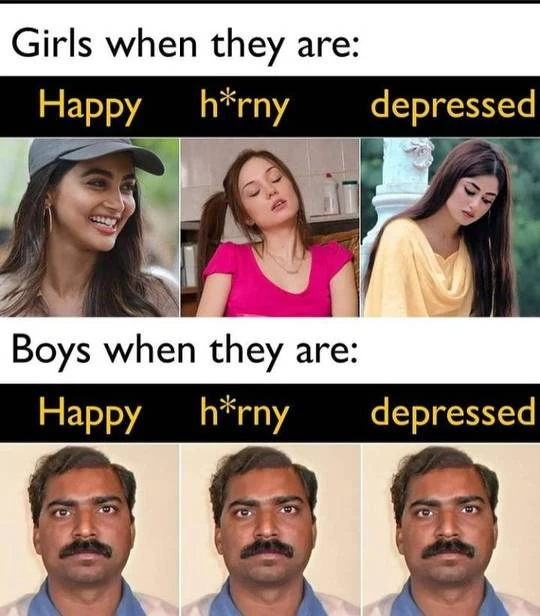 Girls when they are:
Happy h*rny depressed
Boys when they are:
Happy h*rny depressed